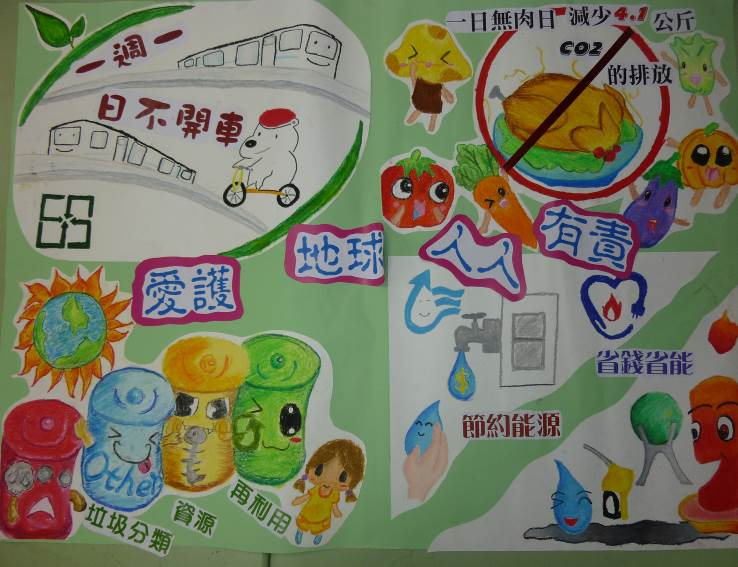 一週一
日不開車
一日無肉日 減少4.1公斤
CO2
的排放
愛護 地球 人人 有責
Other
垃圾分類 資源 再利用
$
節約能源
省錢省能